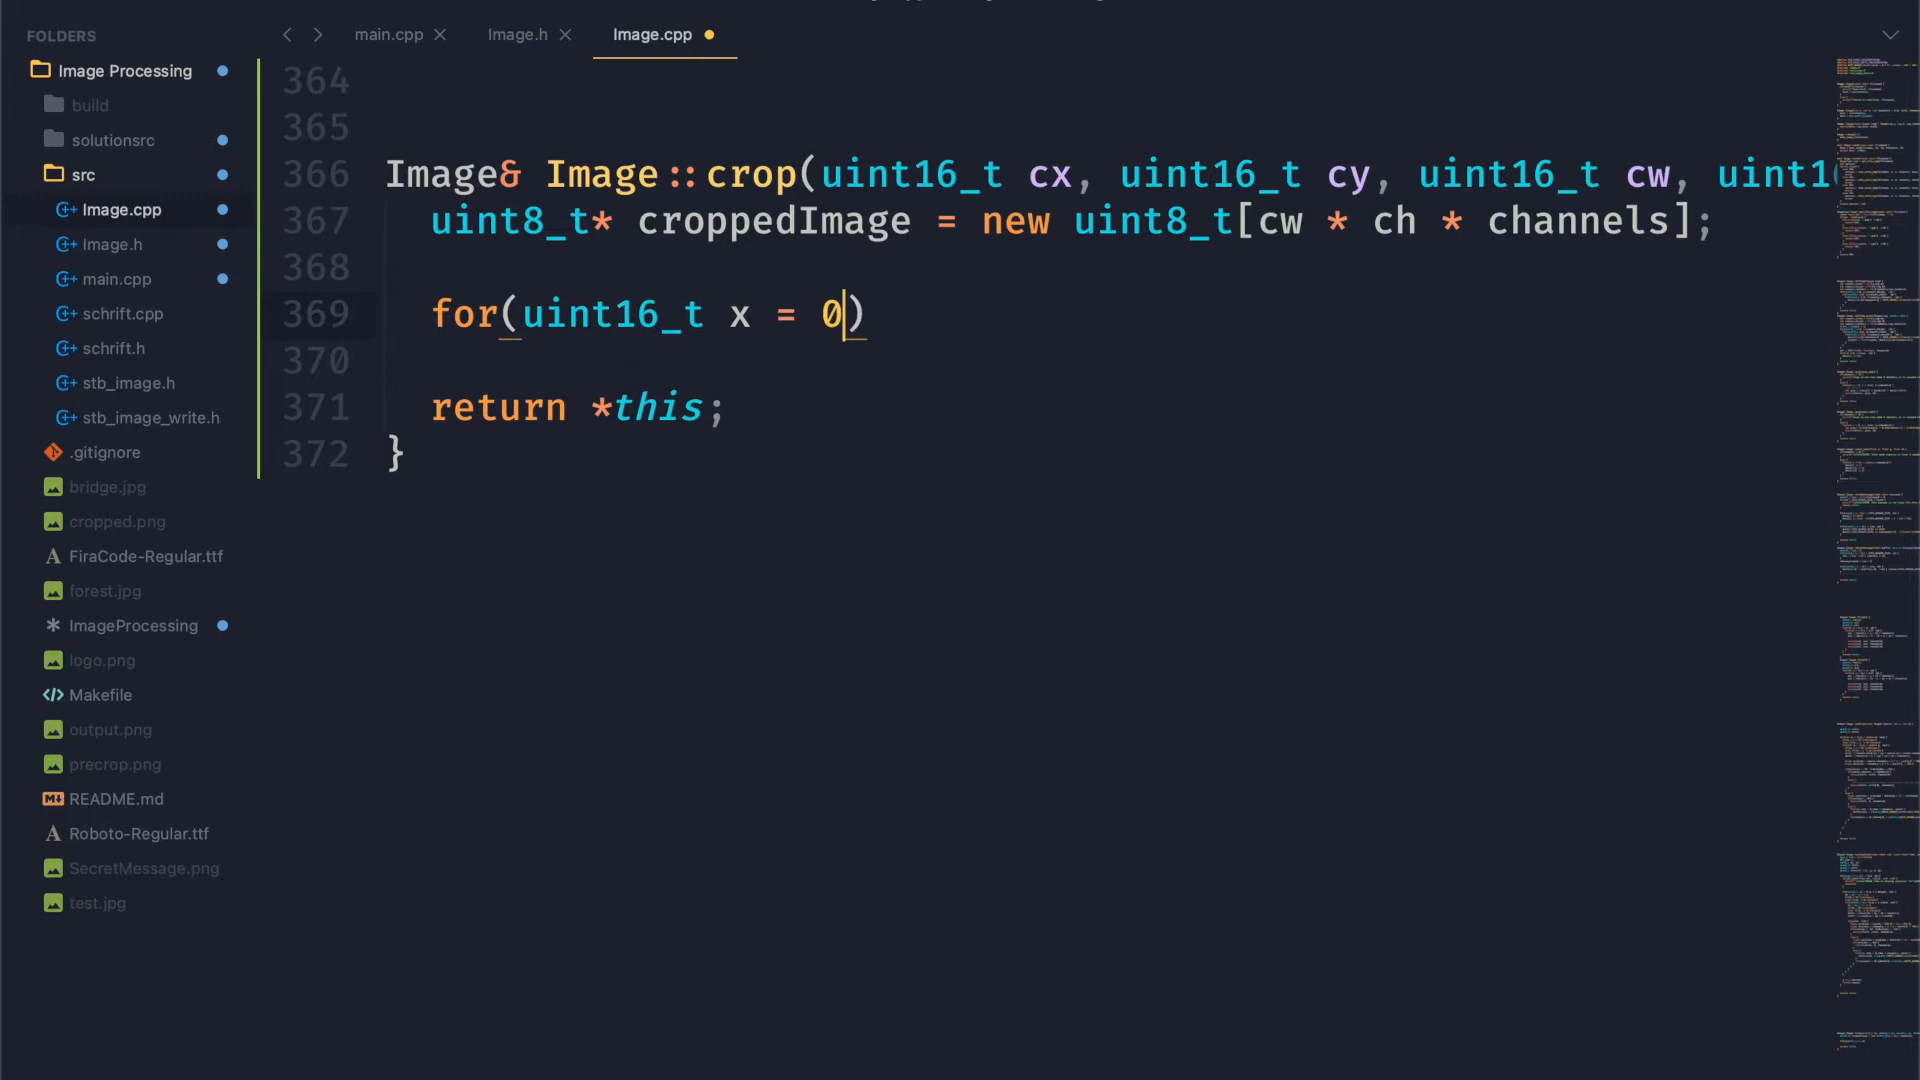 FOLDERS
Image Processing
build
solutionsrc
src
Image.cpp
Image.h
main.cpp
schrift.cpp
schrift.h
stb_image.h
stb_image_write.h
.gitignore
bridge.jpg
cropped.png
FiraCode-Regular.ttf
forest.jpg
ImageProcessing
logo.png
Makefile
output.png
precrop.png
README.md
Roboto-Regular.ttf
SecretMessage.png
test.jpg
main.cpp Image.h Image.cpp
364
365
366 Image& Image::crop(uint16_t cx, uint16_t cy, uint16_t cw, uint1
367 uint8_t* croppedImage = new uint8_t[cw * ch * channels];
368
369 for(uint16_t x = 0)
370
371 return *this;
372 }